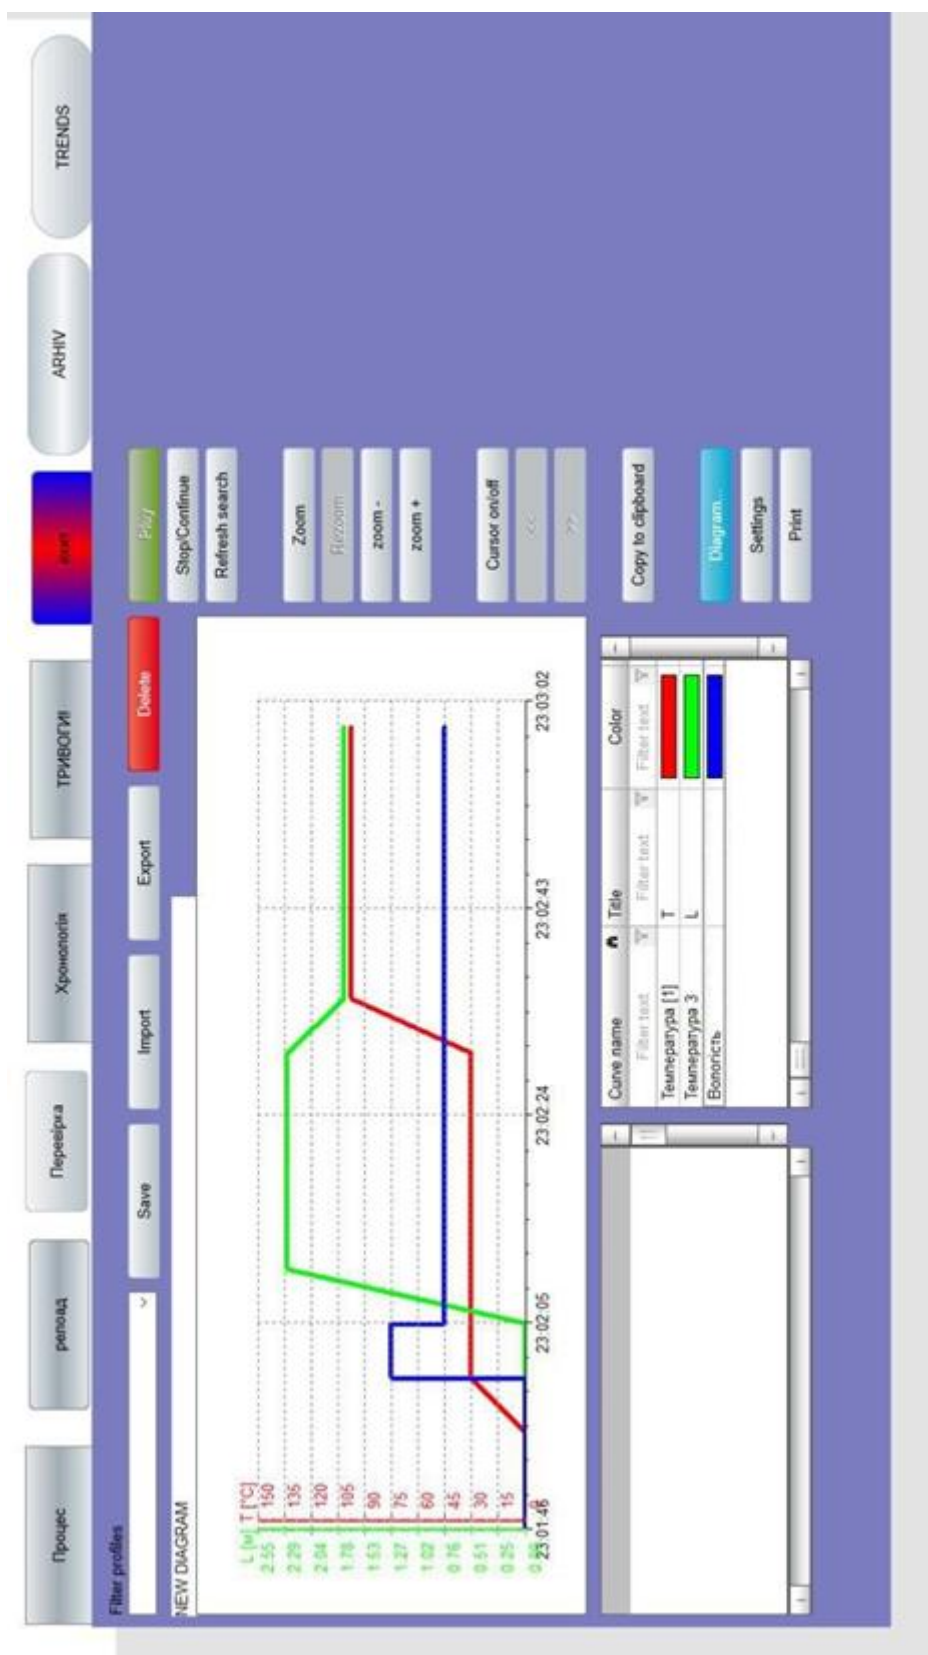 Процес
релоад
Перевірка
Хронологія
ТРИВОГИ!
ARHIV
TRENDS
Filter profiles
Save
Import
Export
Delete
Play
Stop/Continue
Refresh search
NEW DIAGRAM
Zoom
Rezoom
zoom -
zoom +
Cursor on/off
<<
>>
Copy to clipboard
Diagram...
Settings
Print
L [м] T [°C]
2.55 150
2.29 135
2.04 120
1.78 105
1.53 90
1.27 75
1.02 60
0.76 45
0.51 30
0.25 15
23:01:46 23:02:05 23:02:24 23:02:43 23:03:02
Curve name Title Color
Filter text Filter text Filter text
Температура [1] T
Температура 3 L
Вологість